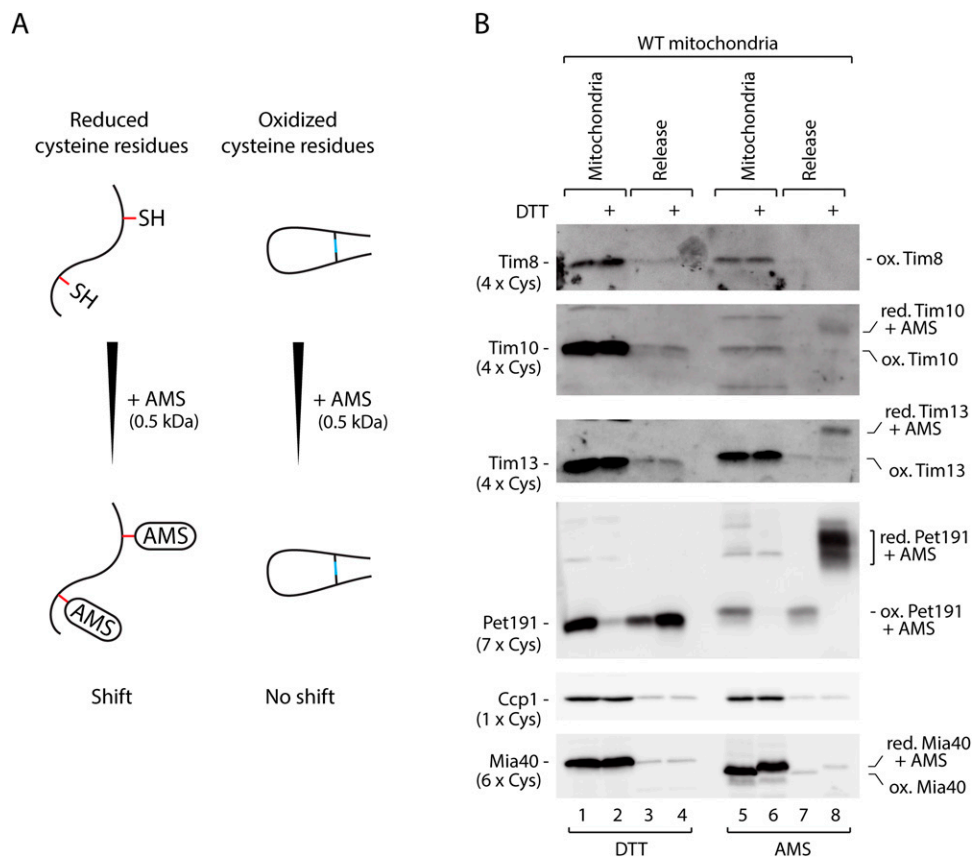 A
Reduced
cysteine residues
Oxidized
cysteine residues
SH
SH
+ AMS
(0.5 kDa)
+ AMS
(0.5 kDa)
AMS
AMS
Shift
No shift
B
WT mitochondria
Mitochondria
Release
Mitochondria
Release
DTT
+
+
+
+
Tim8 -
(4 x Cys)
- ox. Tim8
Tim10 -
(4 x Cys)
red. Tim10
+ AMS
ox. Tim10
Tim13 -
(4 x Cys)
red. Tim13
+ AMS
ox. Tim13
Pet191 -
(7 x Cys)
red. Pet191
+ AMS
- ox. Pet191
+ AMS
Ccp1 -
(1 x Cys)
Mia40 -
(6 x Cys)
red. Mia40
+ AMS
ox. Mia40
1 2 3 4 5 6 7 8
DTT
AMS